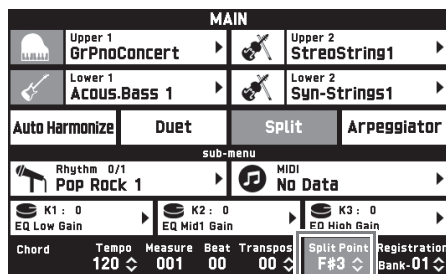 MAIN
Upper 1
GrPnoConcert
Upper 2
StreoString1
Lower 1
Acous.Bass 1
Lower 2
Syn-Strings1
Auto Harmonize Duet Split Arpeggiator
sub-menu
Rhythm 0/1
Pop Rock 1
MIDI
No Data
K1 : 0
EQ Low Gain
K2 : 0
EQ Mid1 Gain
K3 : 0
EQ High Gain
Chord Tempo Measure Beat Transpos Split Point Registration
120 001 00 00 F#3 Bank-01